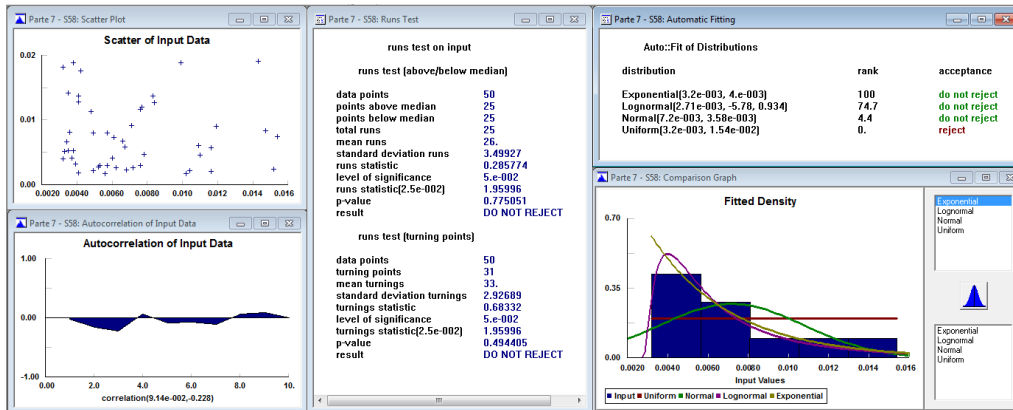 Parte 7 - S58: Scatter Plot
Scatter of Input Data
0.02
0.01
0.00
0.0020 0.0040 0.0060 0.0080 0.010 0.012 0.014 0.016
Parte 7 - S58: Autocorrelation of Input Data
Autocorrelation of Input Data
1.00
0.00
-1.00
0.00 2.0 4.0 6.0 8.0 10.
correlation(9.14e-002,-0.228)
Parte 7 - S58: Runs Test
runs test on input
runs test (above/below median)
data points 50
points above median 25
points below median 25
total runs 25
mean runs 26.
standard deviation runs 3.49927
runs statistic 0.285774
level of significance 5.e-002
runs statistic(2.5e-002) 1.95996
p-value 0.775051
result DO NOT REJECT
runs test (turning points)
data points 50
turning points 31
mean turnings 33.
standard deviation turnings 2.92689
turnings statistic 0.68332
level of significance 5.e-002
turnings statistic(2.5e-002) 1.95996
p-value 0.494405
result DO NOT REJECT
Parte 7 - S58: Automatic Fitting
Auto::Fit of Distributions
distribution rank acceptance
Exponential(3.2e-003, 4.e-003) 100 do not reject
Lognormal(2.71e-003, -5.78, 0.934) 74.7 do not reject
Normal(7.2e-003, 3.58e-003) 4.4 do not reject
Uniform(3.2e-003, 1.54e-002) 0. reject
Parte 7 - S58: Comparison Graph
Fitted Density
0.70
0.35
0.00
0.0020 0.0040 0.0060 0.0080 0.010 0.012 0.014 0.016
Input Values
Input Uniform Normal Lognormal Exponential
Exponential
Lognormal
Normal
Uniform
Exponential
Lognormal
Normal
Uniform